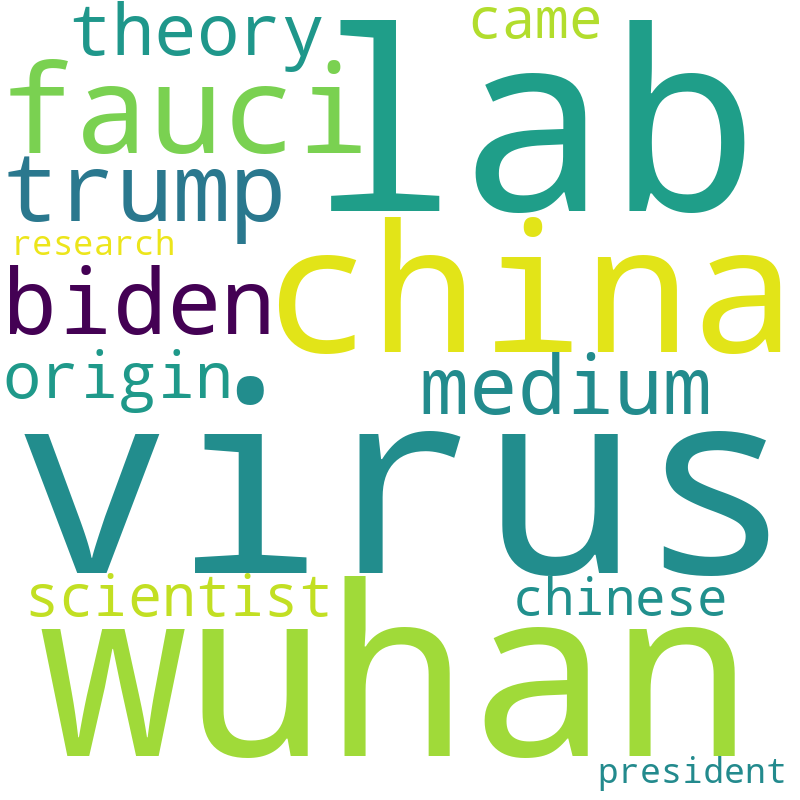 theory came
fauci lab
trump
research
biden china
origin medium
virus
scientist chinese
wuhan
president